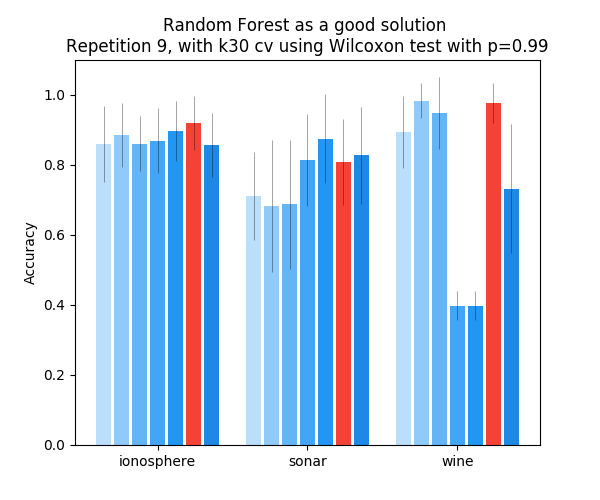 Random Forest as a good solution
Repetition 9, with k30 cv using Wilcoxon test with p=0.99
1.0
0.8
0.6
0.4
0.2
0.0
Accuracy
ionosphere
sonar
wine